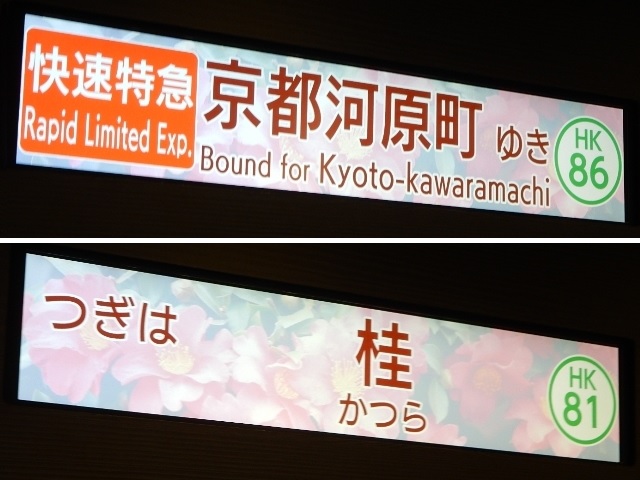 快速特急
Rapid Limited Exp.
京都河原町 ゆき
Bound for Kyoto-kawaramachi
HK
86
つぎは
桂
かつら
HK
81